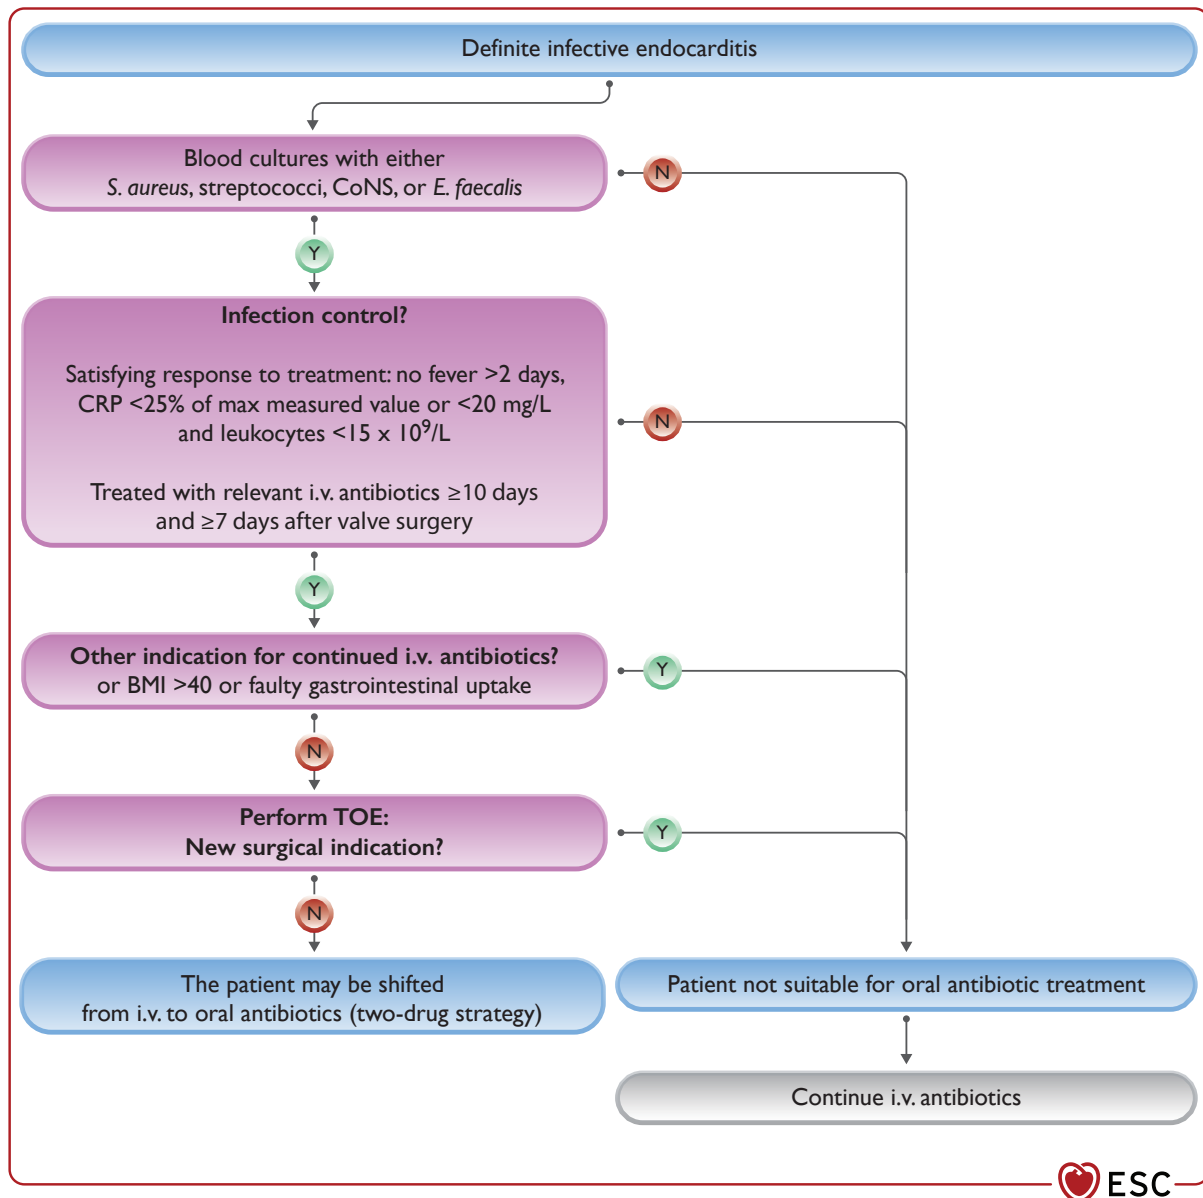 Definite infective endocarditis
Blood cultures with either
S. aureus, streptococci, CoNS, or E. faecalis
N
Y
Infection control?
Satisfying response to treatment: no fever >2 days,
CRP <25% of max measured value or <20 mg/L
and leukocytes <15 x 10⁹/L
Treated with relevant i.v. antibiotics ≥10 days
and ≥7 days after valve surgery
N
Y
Other indication for continued i.v. antibiotics?
or BMI >40 or faulty gastrointestinal uptake
Y
N
Perform TOE:
New surgical indication?
Y
N
The patient may be shifted
from i.v. to oral antibiotics (two-drug strategy)
Patient not suitable for oral antibiotic treatment
Continue i.v. antibiotics
ESC